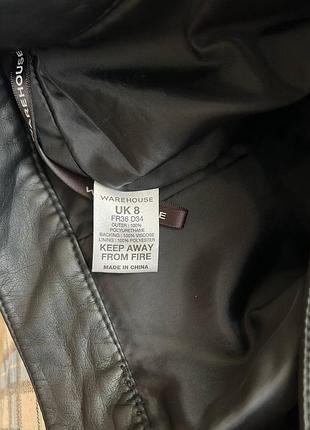 WAREHOUSE
WAREHOUSE
UK 8
FR36 D34
OUTER | 100%
POLYURETHANE
BACKING | 100% VISCOSE
LINING | 100% POLYESTER
KEEP AWAY
FROM FIRE
MADE IN CHINA